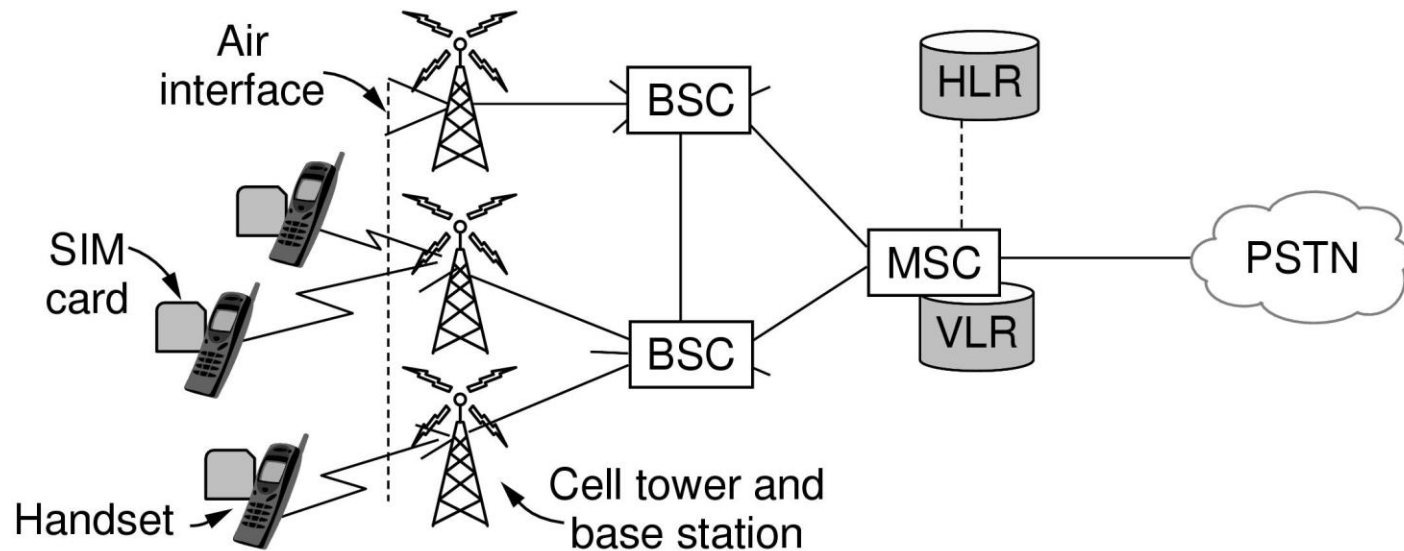 Air
interface
BSC
HLR
SIM
card
MSC
PSTN
VLR
BSC
Handset
Cell tower and
base station